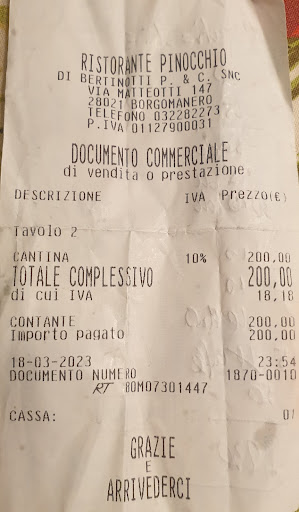 RISTORANTE PINOCCHIO
DI BERTINOTTI P. & C. SNC
VIA MATTEOTTI 147
28021 BORGOMANERO
TELEFONO 032282273
P.IVA 01127900031
DOCUMENTO COMMERCIALE
di vendita o prestazione
DESCRIZIONE IVA Prezzo(€)
Tavolo 2
CANTINA 10% 200,00
TOTALE COMPLESSIVO 200,00
di cui IVA 18,18
CONTANTE 200,00
Importo pagato 200,00
18-03-2023 23:54
DOCUMENTO NUMERO 1870-0010
RT 80M07301447
CASSA: 07
GRAZIE
E
ARRIVEDERCI